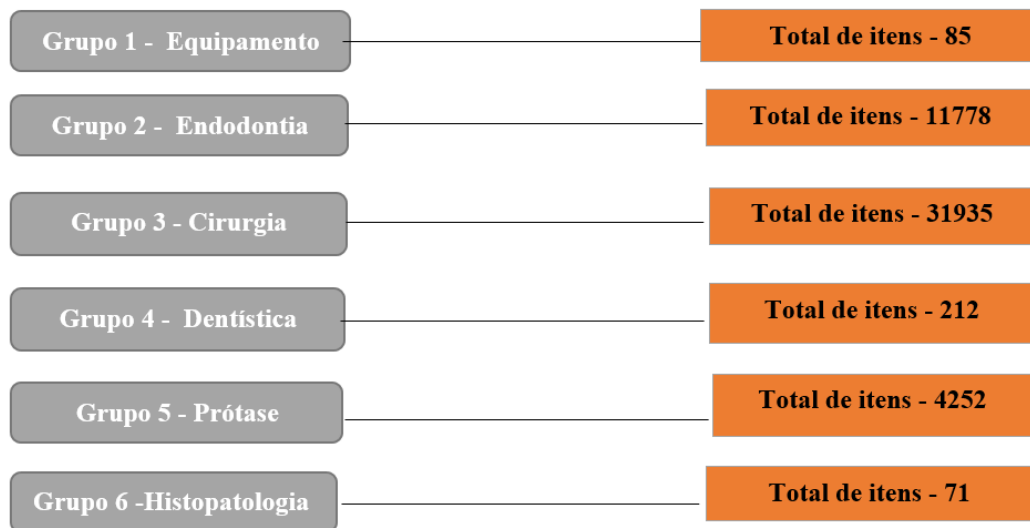 Grupo 1 - Equipamento
Total de itens - 85
Grupo 2 - Endodontia
Total de itens - 11778
Grupo 3 - Cirurgia
Total de itens - 31935
Grupo 4 - Dentística
Total de itens - 212
Grupo 5 - Prótase
Total de itens - 4252
Grupo 6 -Histopatologia
Total de itens - 71